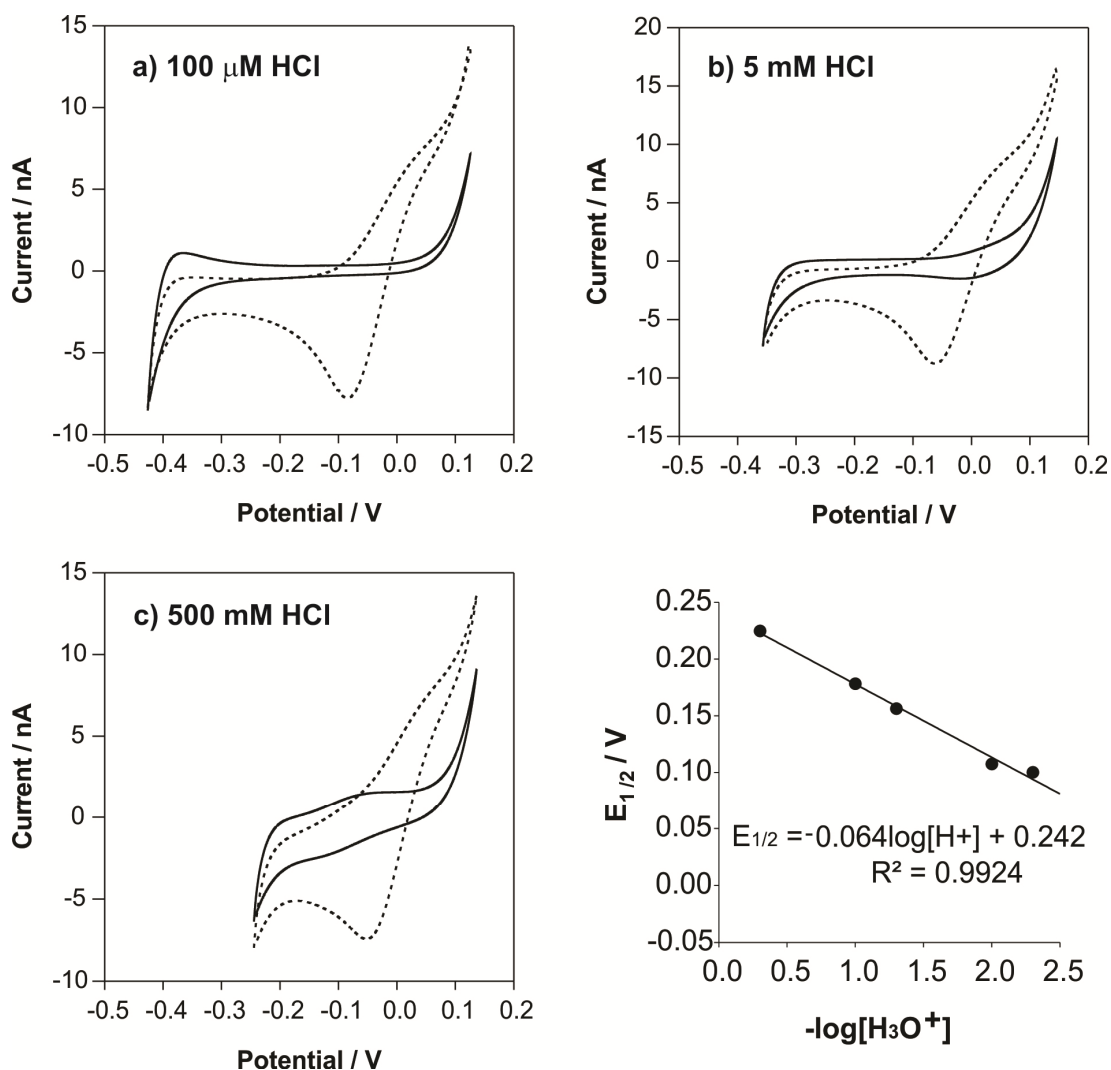 a) 100 μM HCl
15
10
5
0
-5
-10
Current / nA
-0.5 -0.4 -0.3 -0.2 -0.1 0.0 0.1 0.2
Potential / V
b) 5 mM HCl
20
15
10
5
0
-5
-10
-15
Current / nA
-0.5 -0.4 -0.3 -0.2 -0.1 0.0 0.1 0.2
Potential / V
c) 500 mM HCl
15
10
5
0
-5
-10
Current / nA
-0.5 -0.4 -0.3 -0.2 -0.1 0.0 0.1 0.2
Potential / V
0.25
0.20
0.15
0.10
0.05
0.00
-0.05
E1/2 / V
E1/2 =-0.064log[H+] + 0.242
R² = 0.9924
0.0 0.5 1.0 1.5 2.0 2.5
-log[H3O+]